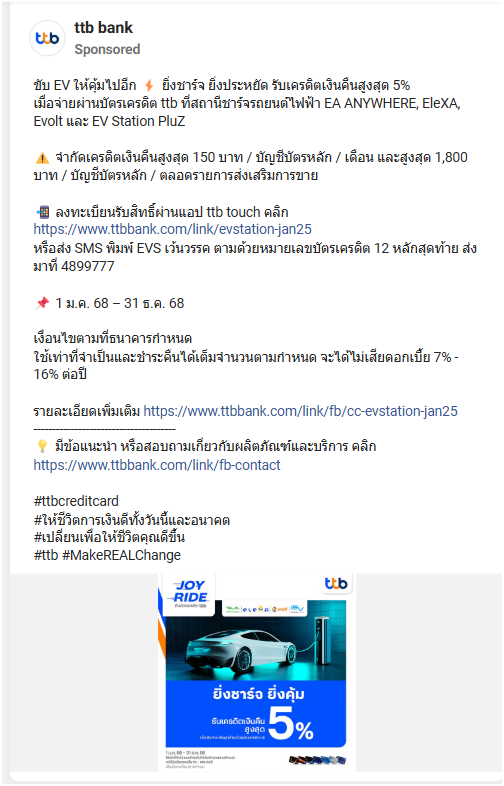 ttb bank
Sponsored
ขับ EV ให้คุ้มไปอีก ⚡ ยิ่งชาร์จ ยิ่งประหยัด รับเครดิตเงินคืนสูงสุด 5%
เมื่อจ่ายผ่านบัตรเครดิต ttb ที่สถานีชาร์จรถยนต์ไฟฟ้า EA ANYWHERE, EleXA,
Evolt และ EV Station PluZ
⚠️ จำกัดเครดิตเงินคืนสูงสุด 150 บาท / บัญชีบัตรหลัก / เดือน และสูงสุด 1,800
บาท / บัญชีบัตรหลัก / ตลอดรายการส่งเสริมการขาย
📲 ลงทะเบียนรับสิทธิ์ผ่านแอป ttb touch คลิก
https://www.ttbbank.com/link/evstation-jan25
หรือส่ง SMS พิมพ์ EVS เว้นวรรค ตามด้วยหมายเลขบัตรเครดิต 12 หลักสุดท้าย ส่ง
มาที่ 4899777
📌 1 ม.ค. 68 – 31 ธ.ค. 68
เงื่อนไขตามที่ธนาคารกำหนด
ใช้เท่าที่จำเป็นและชำระคืนได้เต็มจำนวนตามกำหนด จะได้ไม่เสียดอกเบี้ย 7% -
16% ต่อปี
รายละเอียดเพิ่มเติม https://www.ttbbank.com/link/fb/cc-evstation-jan25
--------------------------------------
💡 มีข้อแนะนำ หรือสอบถามเกี่ยวกับผลิตภัณฑ์และบริการ คลิก
https://www.ttbbank.com/link/fb-contact
#ttbcreditcard
#ให้ชีวิตการเงินดีทั้งวันนี้และอนาคต
#เปลี่ยนเพื่อให้ชีวิตคุณดีขึ้น
#ttb #MakeREALChange
JOY
RIDE
ttb
elexa
ยิ่งชาร์จ ยิ่งคุ้ม
รับเครดิตเงินคืน
สูงสุด
5%
1 ม.ค. 68 - 31 ธ.ค. 68